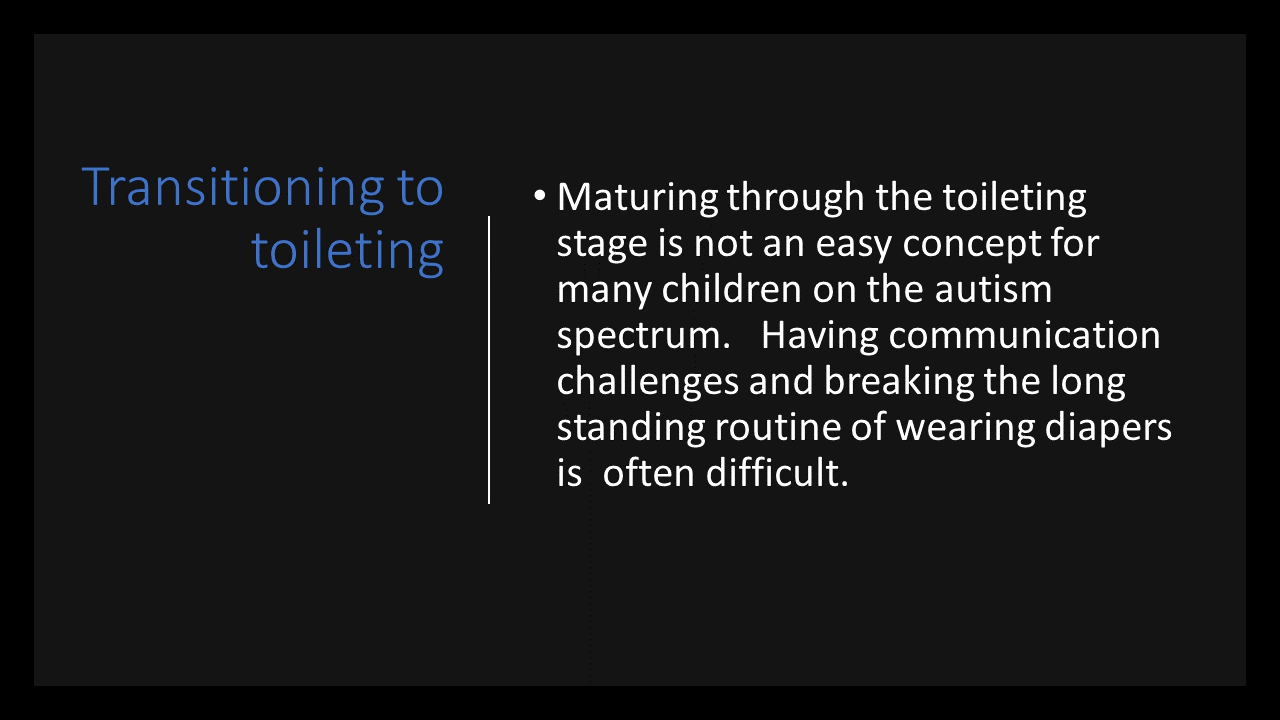 Transitioning to
toileting
• Maturing through the toileting
stage is not an easy concept for
many children on the autism
spectrum.   Having communication
challenges and breaking the long
standing routine of wearing diapers
is  often difficult.